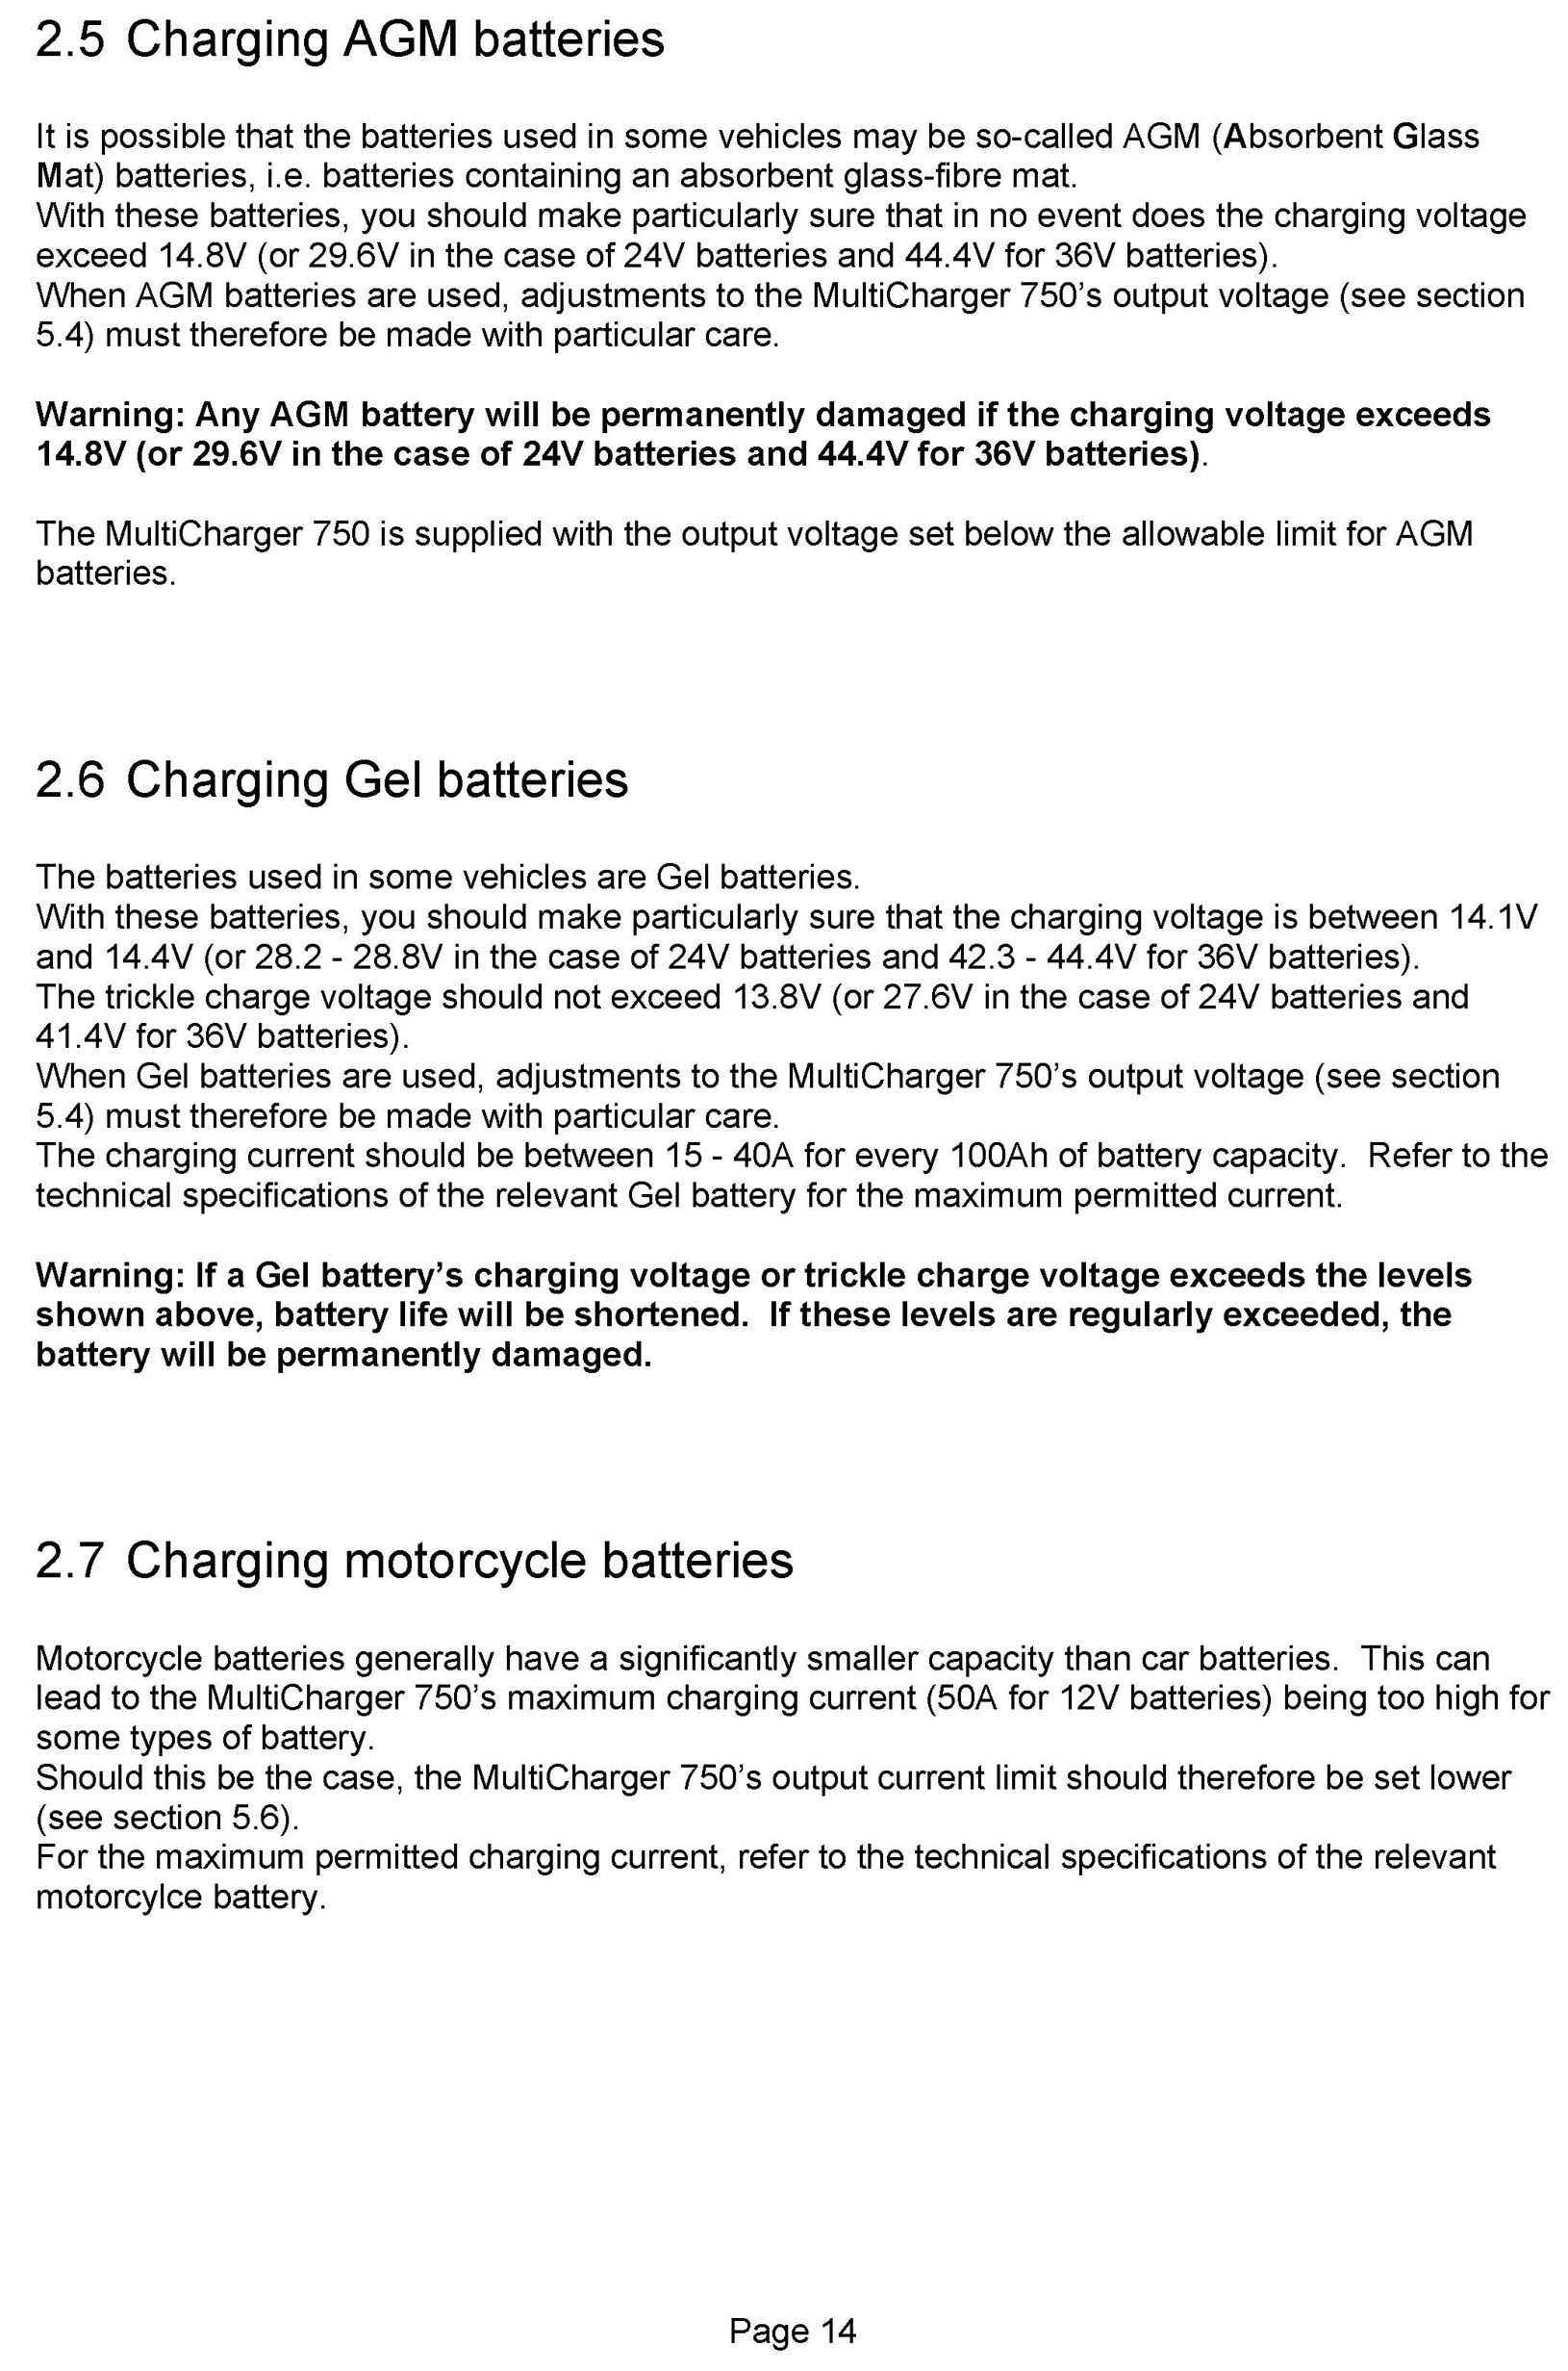 2.5 Charging AGM batteries
It is possible that the batteries used in some vehicles may be so-called AGM (Absorbent Glass
Mat) batteries, i.e. batteries containing an absorbent glass-fibre mat.
With these batteries, you should make particularly sure that in no event does the charging voltage
exceed 14.8V (or 29.6V in the case of 24V batteries and 44.4V for 36V batteries).
When AGM batteries are used, adjustments to the MultiCharger 750’s output voltage (see section
5.4) must therefore be made with particular care.
Warning: Any AGM battery will be permanently damaged if the charging voltage exceeds
14.8V (or 29.6V in the case of 24V batteries and 44.4V for 36V batteries).
The MultiCharger 750 is supplied with the output voltage set below the allowable limit for AGM
batteries.
2.6 Charging Gel batteries
The batteries used in some vehicles are Gel batteries.
With these batteries, you should make particularly sure that the charging voltage is between 14.1V
and 14.4V (or 28.2 - 28.8V in the case of 24V batteries and 42.3 - 44.4V for 36V batteries).
The trickle charge voltage should not exceed 13.8V (or 27.6V in the case of 24V batteries and
41.4V for 36V batteries).
When Gel batteries are used, adjustments to the MultiCharger 750’s output voltage (see section
5.4) must therefore be made with particular care.
The charging current should be between 15 - 40A for every 100Ah of battery capacity.  Refer to the
technical specifications of the relevant Gel battery for the maximum permitted current.
Warning: If a Gel battery’s charging voltage or trickle charge voltage exceeds the levels
shown above, battery life will be shortened.  If these levels are regularly exceeded, the
battery will be permanently damaged.
2.7 Charging motorcycle batteries
Motorcycle batteries generally have a significantly smaller capacity than car batteries.  This can
lead to the MultiCharger 750’s maximum charging current (50A for 12V batteries) being too high for
some types of battery.
Should this be the case, the MultiCharger 750’s output current limit should therefore be set lower
(see section 5.6).
For the maximum permitted charging current, refer to the technical specifications of the relevant
motorcylce battery.
Page 14